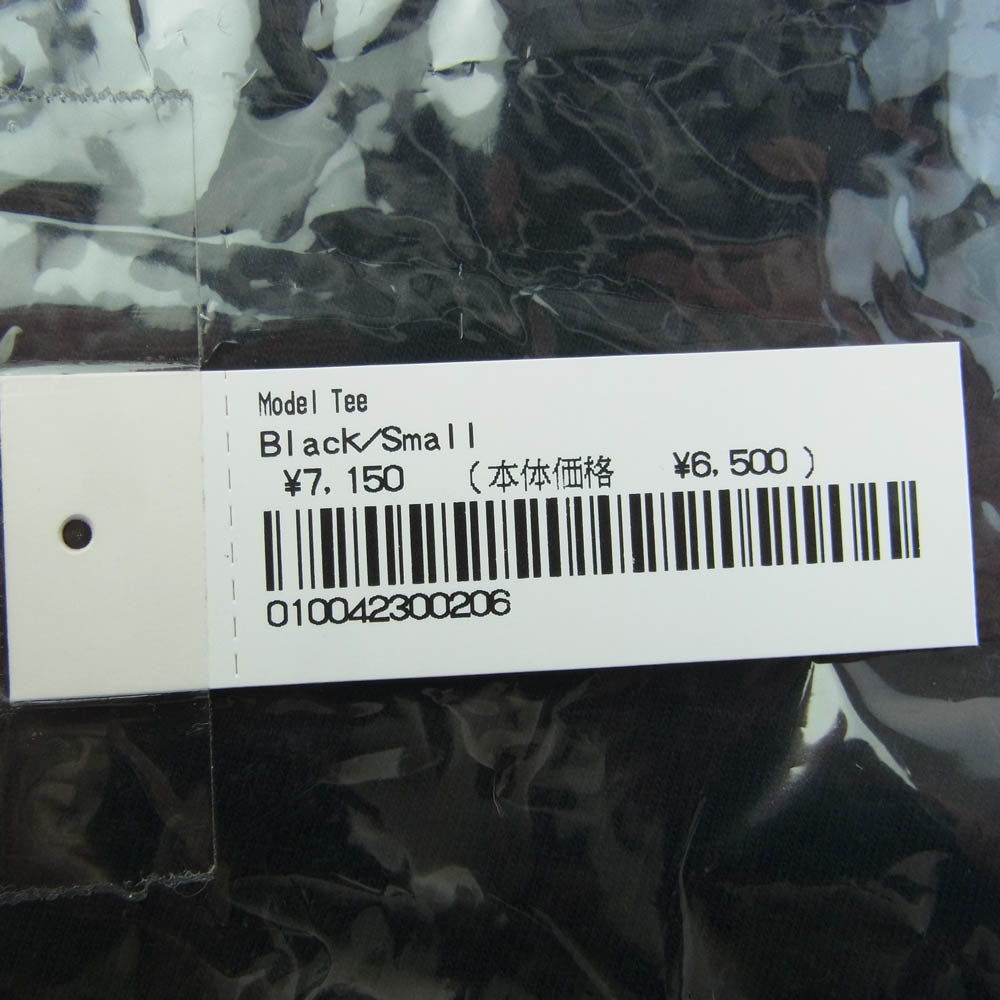 Model Tee
Black/Small
¥7,150 (本体価格 ¥6,500)
010042300206